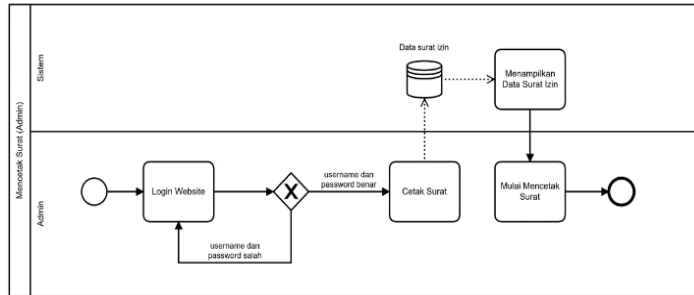 Mencetak Surat (Admin)
Sistem
Data surat izin
Menampilkan
Data Surat Izin
Admin
Login Website
X
username dan
password benar
Cetak Surat
Mulai Mencetak
Surat
username dan
password salah